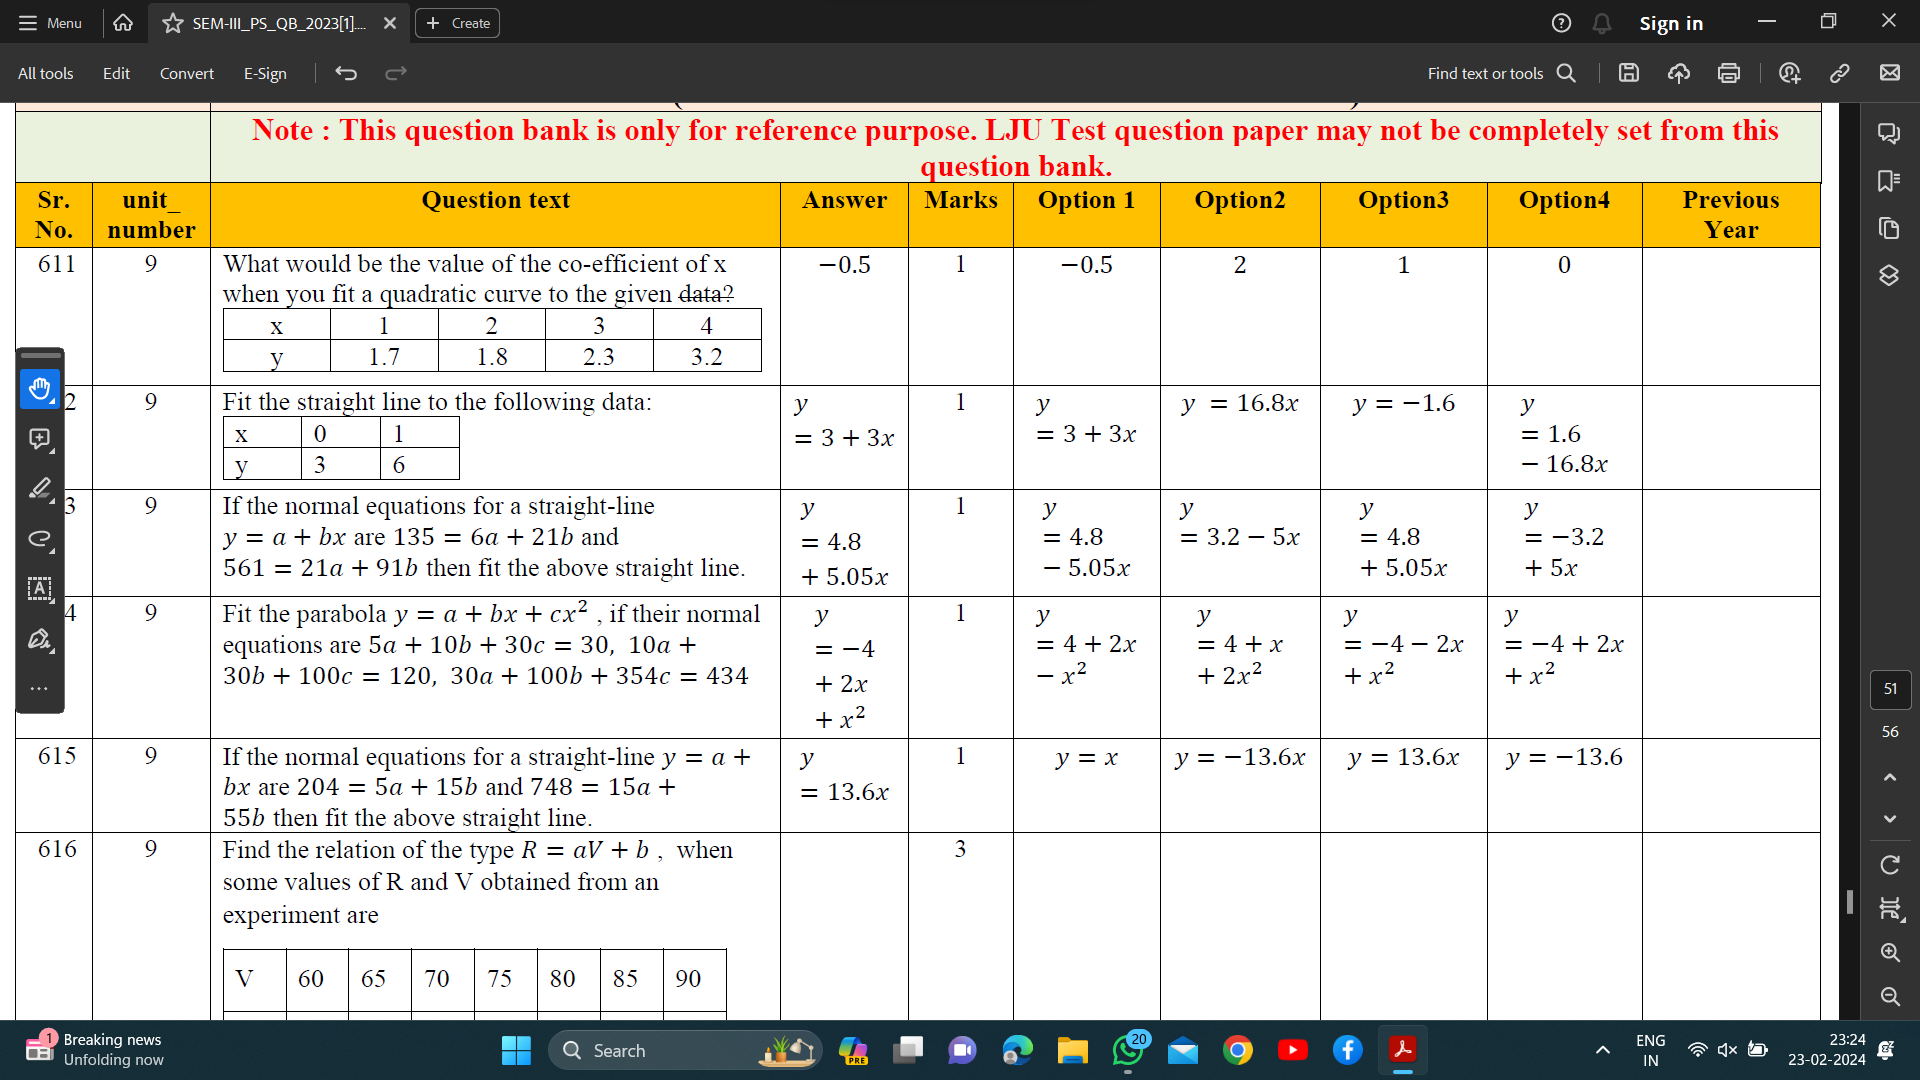 Menu
SEM-III_PS_QB_2023[1]....
Create
Sign in
All tools
Edit
Convert
E-Sign
Find text or tools
Note : This question bank is only for reference purpose. LJU Test question paper may not be completely set from this
question bank.
Sr. No. unit_ number Question text Answer Marks Option 1 Option2 Option3 Option4 Previous Year
611 9 What would be the value of the co-efficient of x −0.5 1 −0.5 2 1 0
when you fit a quadratic curve to the given data?
x 1 2 3 4
y 1.7 1.8 2.3 3.2
2 9 Fit the straight line to the following data: y = 3 + 3x 1 y = 3 + 3x y = 16.8x y = −1.6 y = 1.6 − 16.8x
x 0 1
y 3 6
3 9 If the normal equations for a straight-line y = 4.8 + 5.05x 1 y = 4.8 − 5.05x y = 3.2 − 5x y = 4.8 + 5.05x y = −3.2 + 5x
y = a + bx are 135 = 6a + 21b and
561 = 21a + 91b then fit the above straight line.
4 9 Fit the parabola y = a + bx + cx² , if their normal y = −4 + 2x + x² 1 y = 4 + 2x − x² y = 4 + x + 2x² y = −4 − 2x + x² y = −4 + 2x + x²
equations are 5a + 10b + 30c = 30, 10a +
30b + 100c = 120, 30a + 100b + 354c = 434
615 9 If the normal equations for a straight-line y = a + y = 13.6x 1 y = x y = −13.6x y = 13.6x y = −13.6
bx are 204 = 5a + 15b and 748 = 15a +
55b then fit the above straight line.
616 9 Find the relation of the type R = aV + b , when 3
some values of R and V obtained from an
experiment are
V 60 65 70 75 80 85 90
51
56
1
Breaking news
Unfolding now
Search
PRE
20
ENG
IN
23:24
23-02-2024